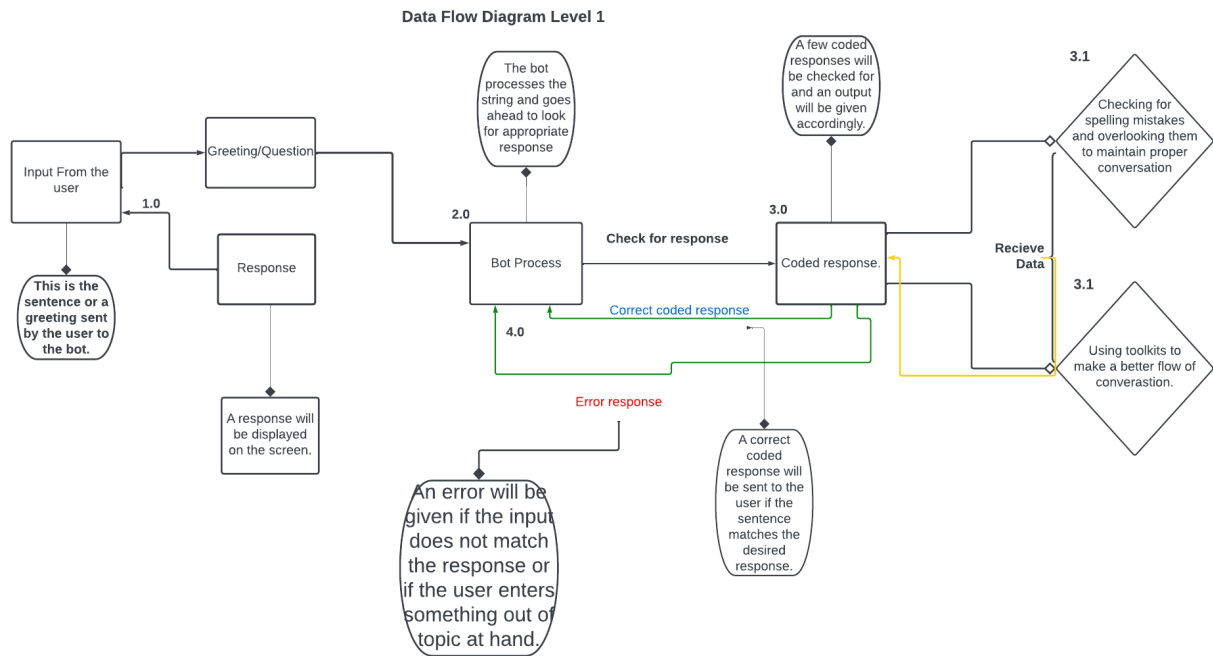 Data Flow Diagram Level 1
Input From the
user
This is the
sentence or a
greeting sent
by the user to
the bot.
Greeting/Question
1.0
Response
A response will
be displayed
on the screen.
The bot
processes the
string and goes
ahead to look
for appropriate
response
2.0
Bot Process
Check for response
A few coded
responses will
be checked for
and an output
will be given
accordingly.
3.0
Coded response.
3.1
Checking for
spelling mistakes
and overlooking them
to maintain proper
conversation
Recieve
Data
3.1
Using toolkits to
make a better flow of
converastion.
Correct coded response
4.0
Error response
An error will be
given if the input
does not match
the response or
if the user enters
something out of
topic at hand.
A correct
coded
response will
be sent to the
user if the
sentence
matches the
desired
response.